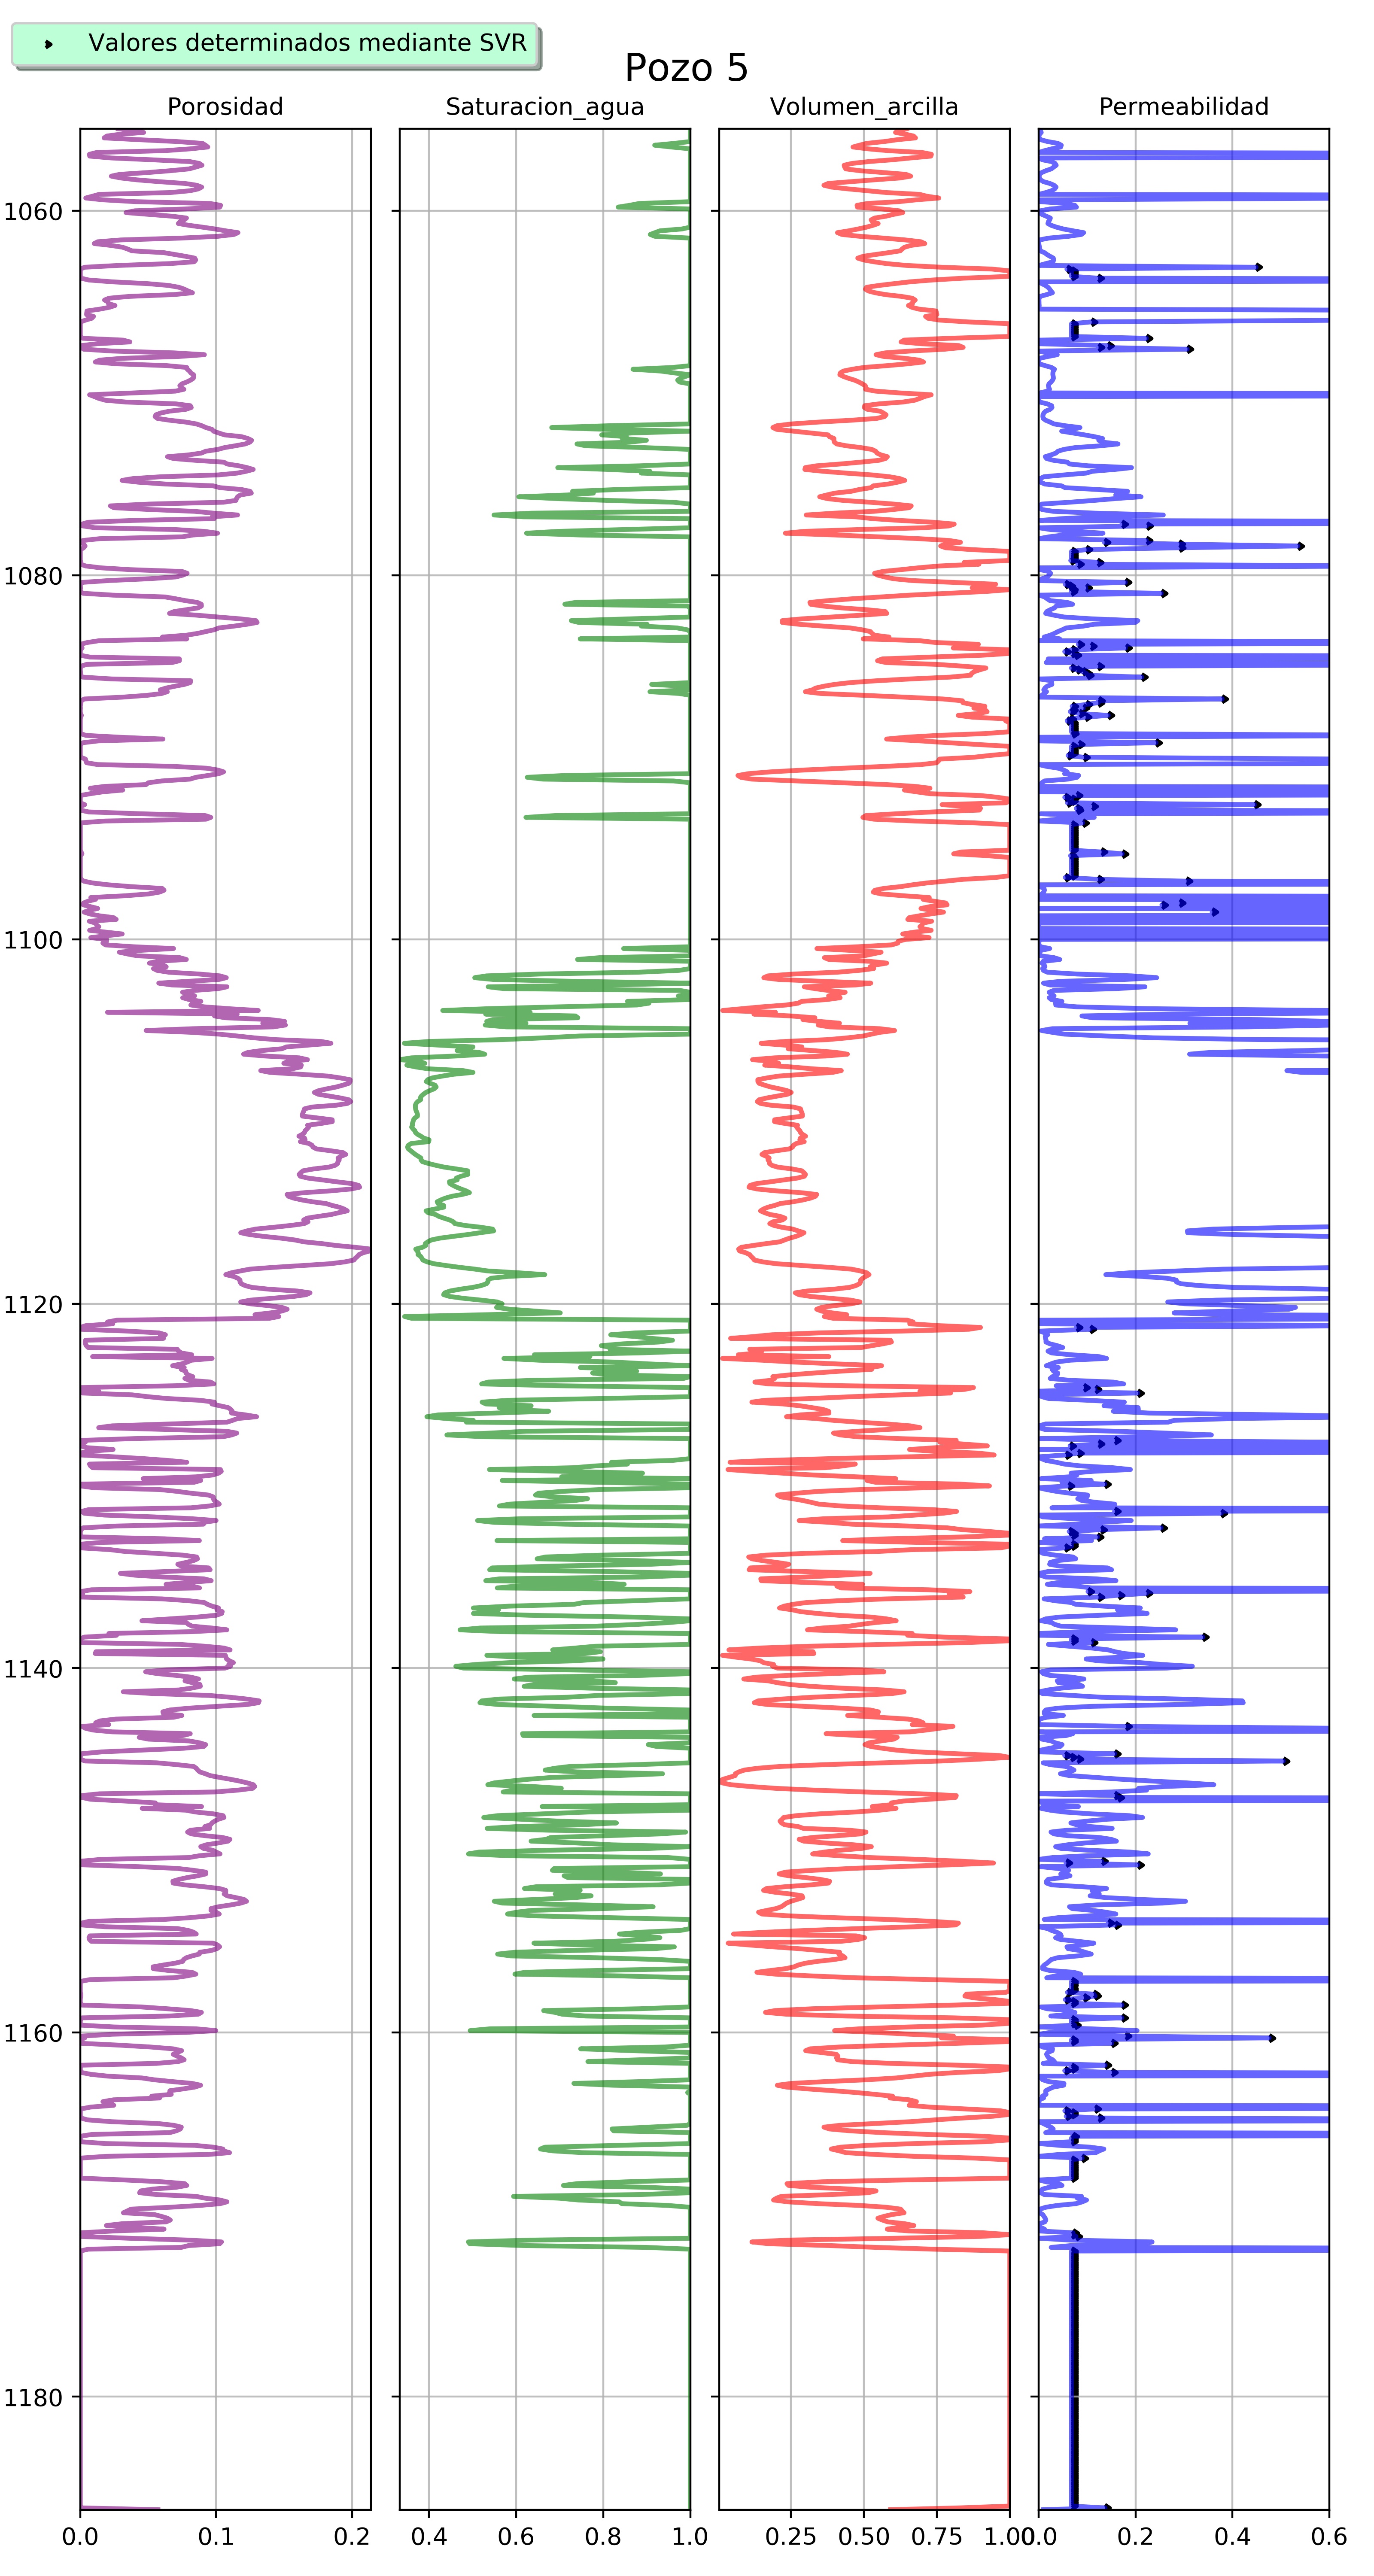 Valores determinados mediante SVR
Pozo 5
Porosidad
Saturacion_agua
Volumen_arcilla
Permeabilidad
1060
1080
1100
1120
1140
1160
1180
0.0 0.1 0.2
0.4 0.6 0.8 1.0
0.25 0.50 0.75 1.00
0.0 0.2 0.4 0.6